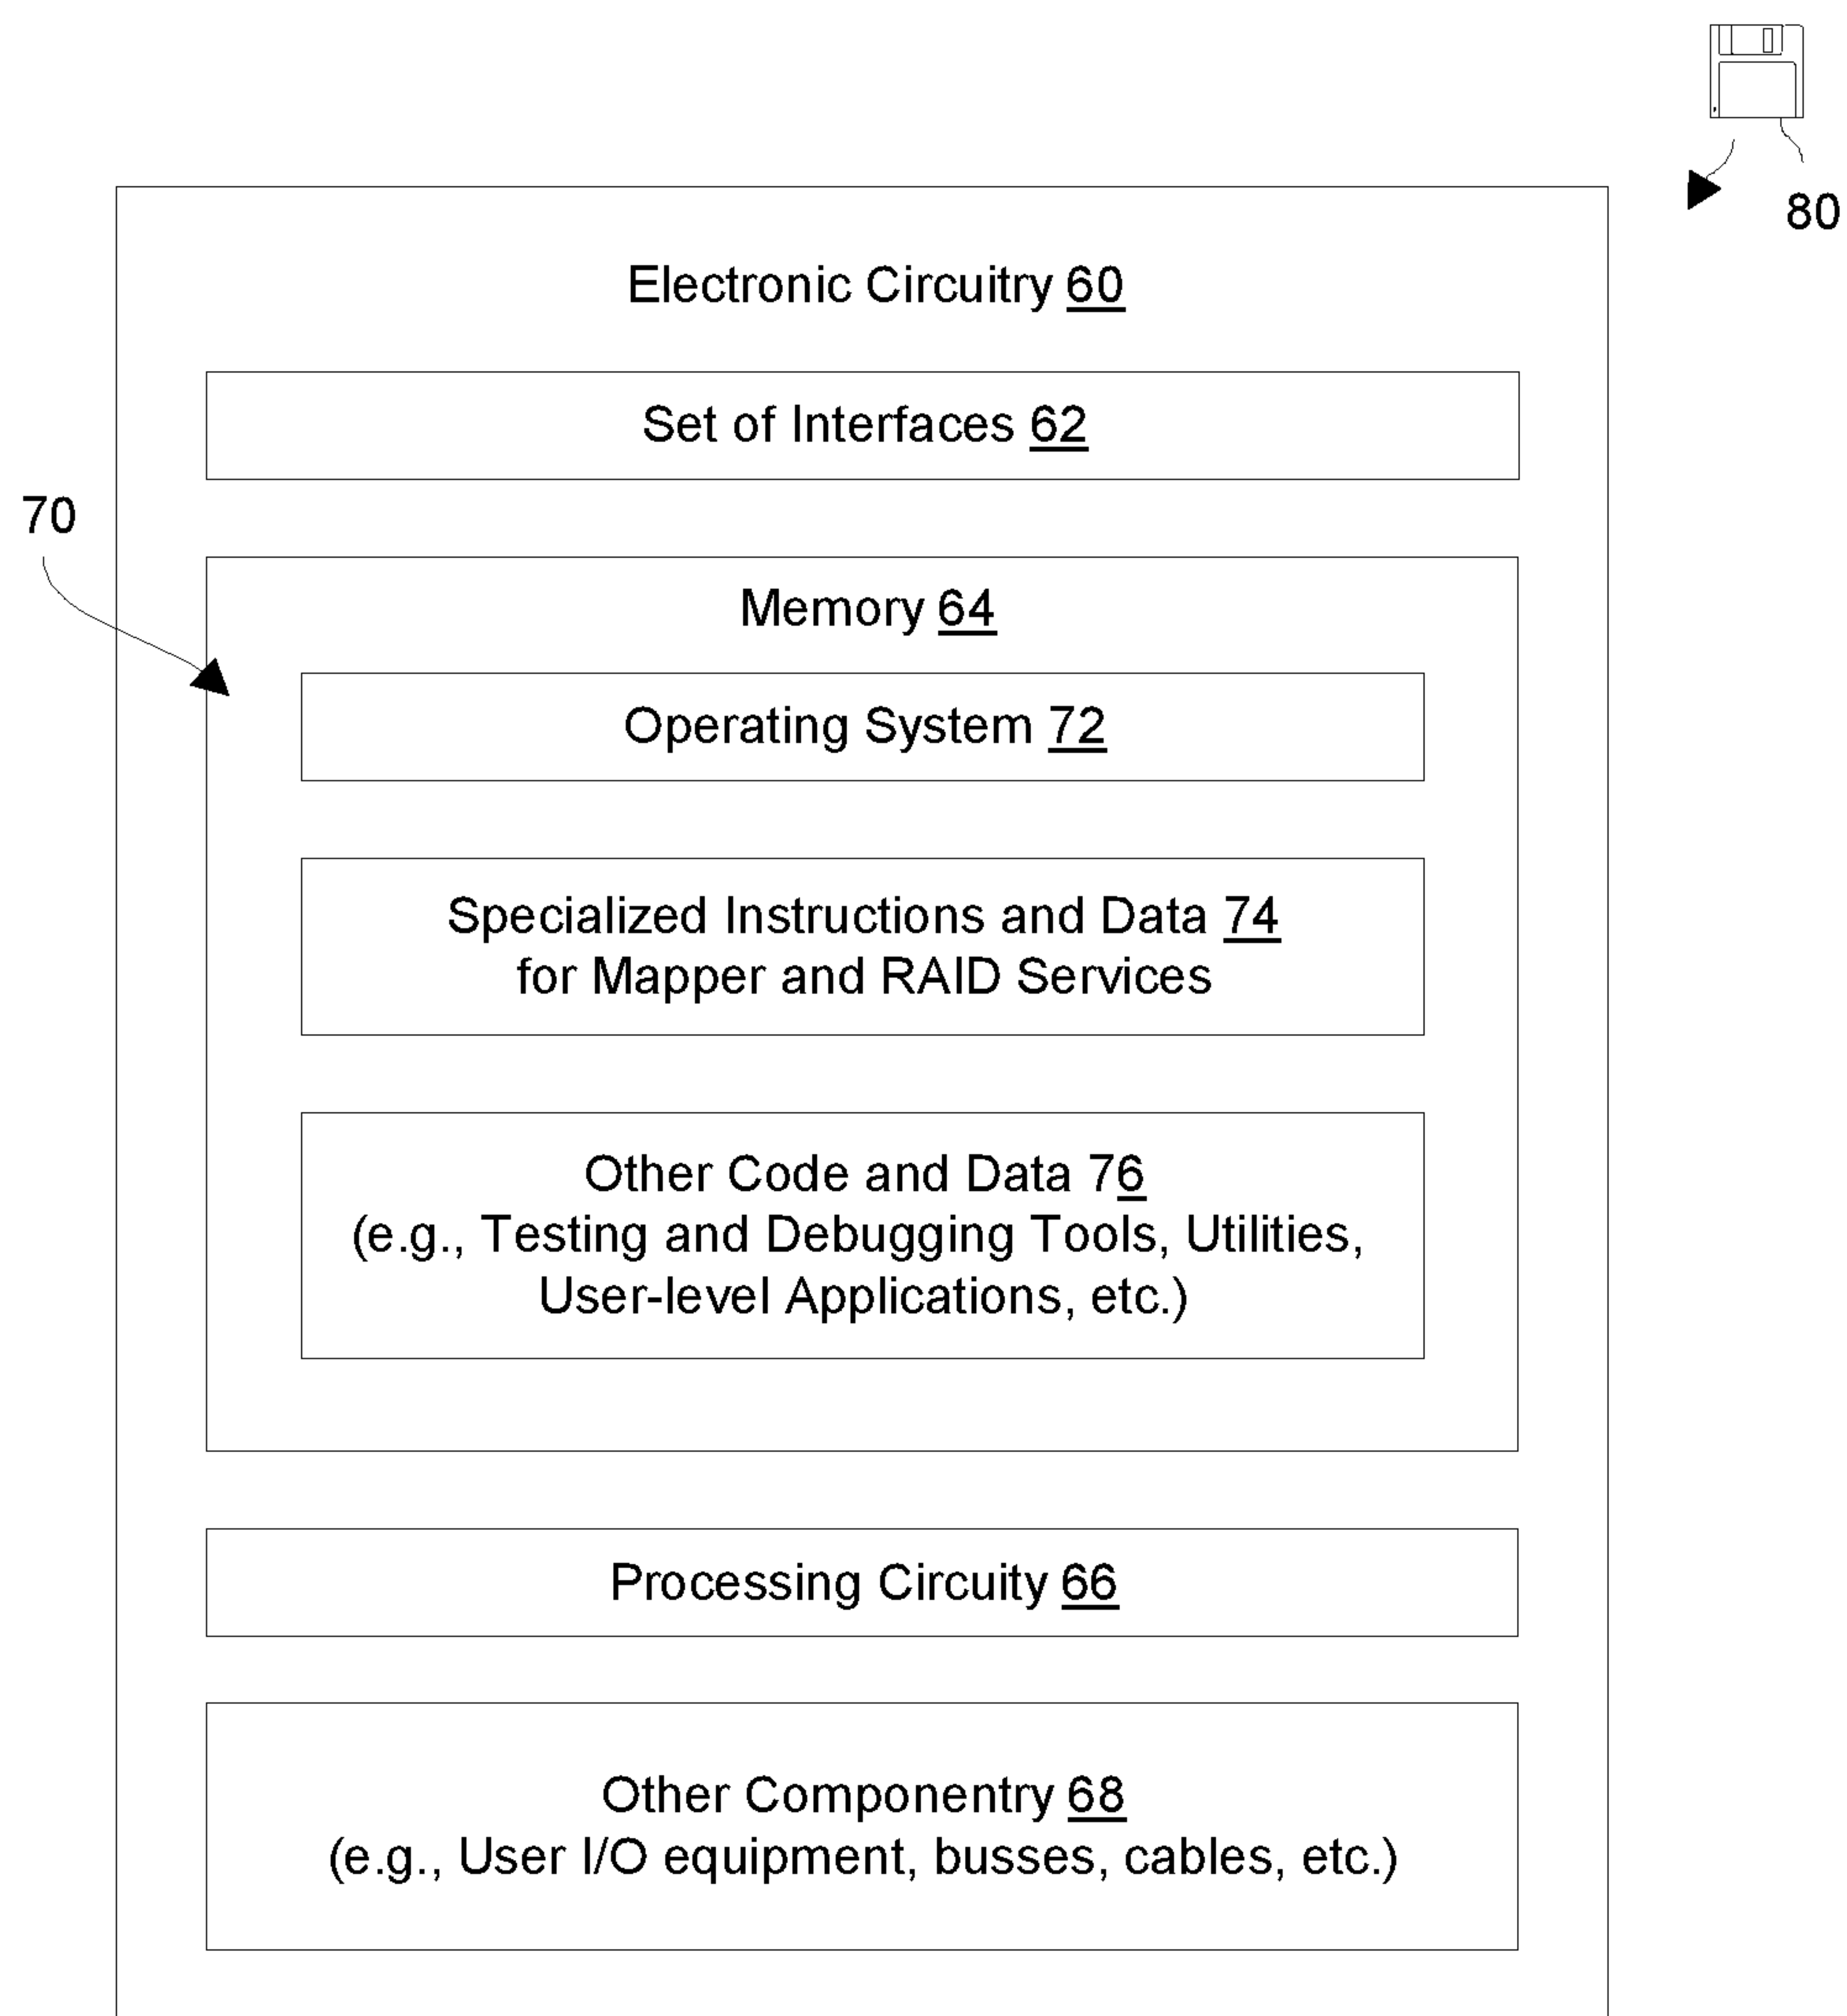 80
Electronic Circuitry 60
Set of Interfaces 62
70
Memory 64
Operating System 72
Specialized Instructions and Data 74
for Mapper and RAID Services
Other Code and Data 76
(e.g., Testing and Debugging Tools, Utilities,
User-level Applications, etc.)
Processing Circuity 66
Other Componentry 68
(e.g., User I/O equipment, busses, cables, etc.)